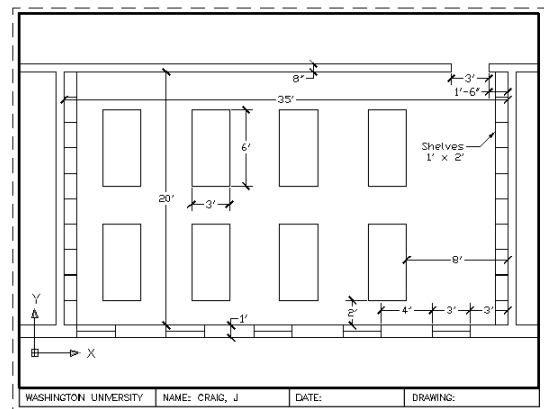 3'
8"
1'-6"
35'
6'
Shelves
1' x 2'
3'
20'
8'
2'
4'
3'
3'
1'
Y
X
WASHINGTON UNIVERSITY
NAME: CRAIG, J
DATE:
DRAWING: